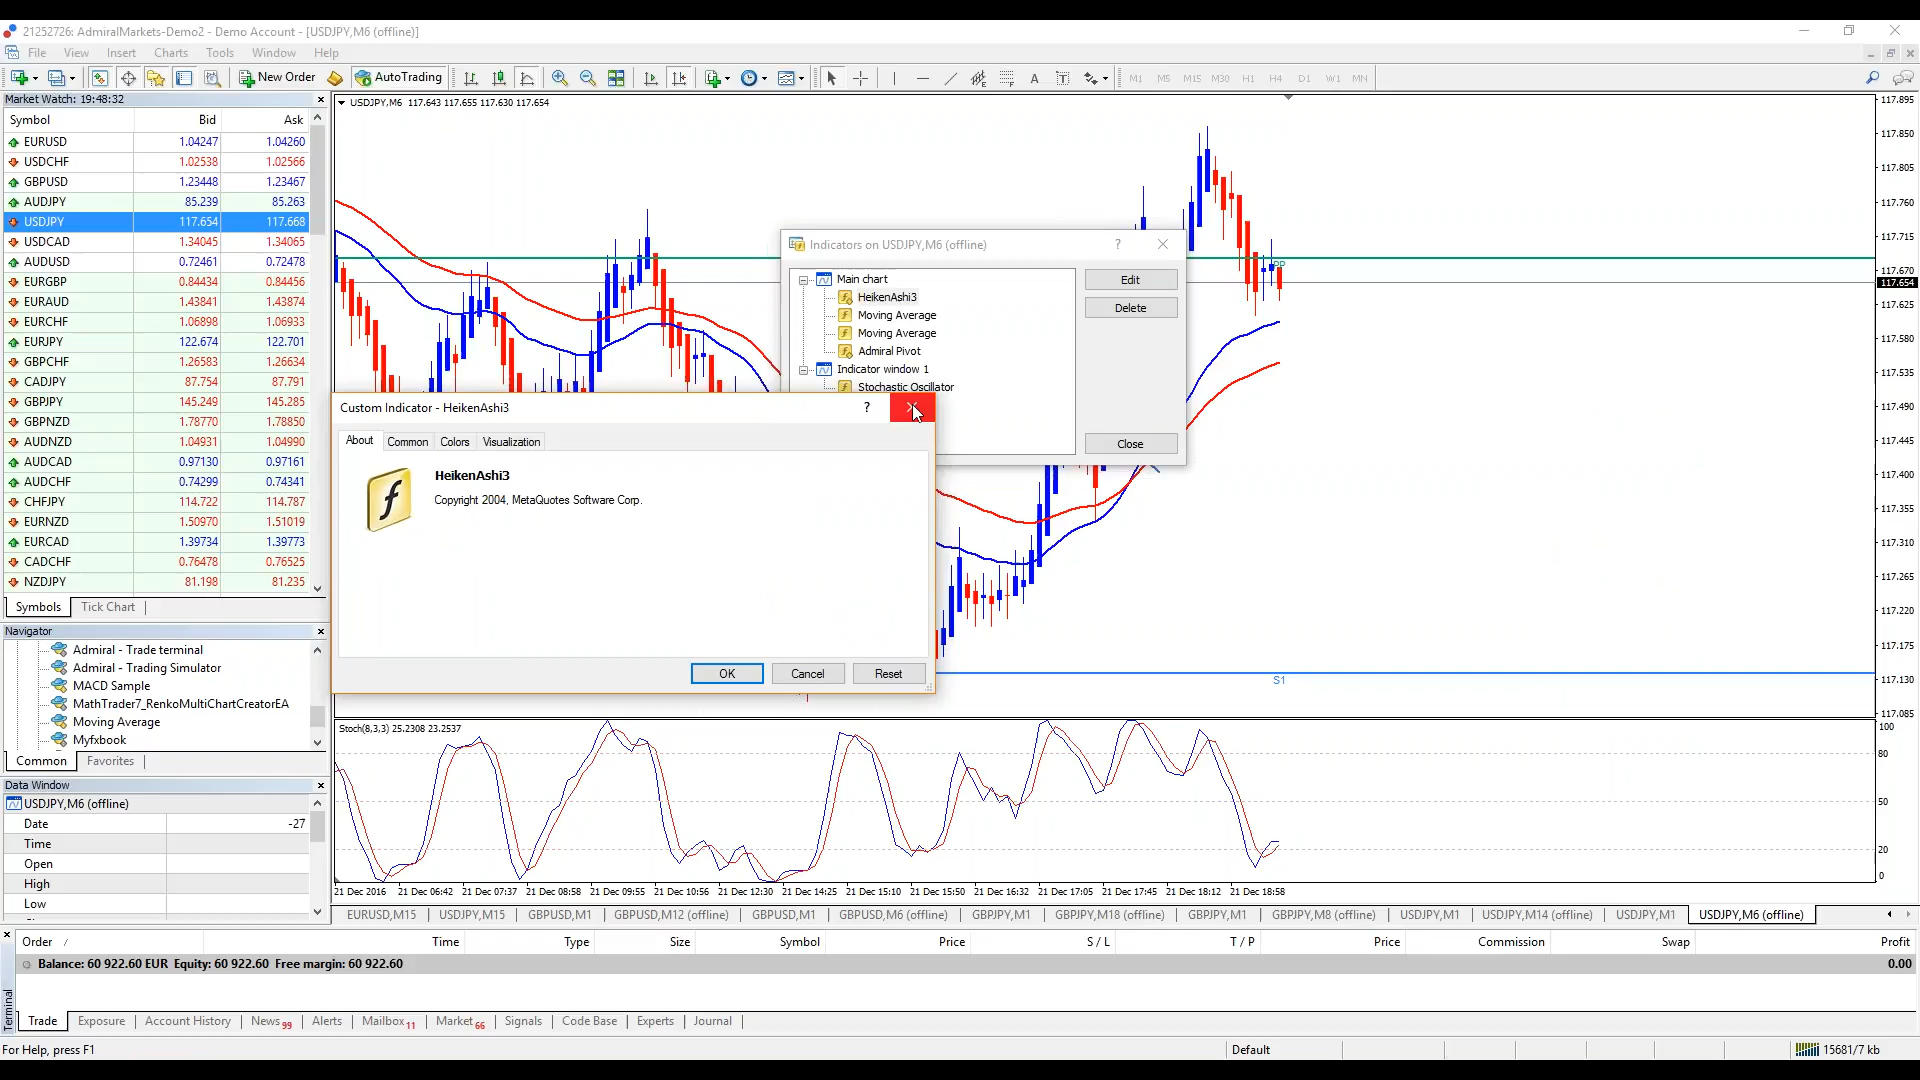 21252726: AdmiralMarkets-Demo2 - Demo Account - [USDJPY,M6 (offline)]
File View Insert Charts Tools Window Help
New Order AutoTrading A T M1 M5 M15 M30 H1 H4 D1 W1 MN
Market Watch: 19:48:32
Symbol Bid Ask
EURUSD 1.04247 1.04260
USDCHF 1.02538 1.02566
GBPUSD 1.23448 1.23467
AUDJPY 85.239 85.263
USDJPY 117.654 117.668
USDCAD 1.34045 1.34065
AUDUSD 0.72461 0.72478
EURGBP 0.84434 0.84456
EURAUD 1.43841 1.43874
EURCHF 1.06898 1.06933
EURJPY 122.674 122.701
GBPCHF 1.26583 1.26634
CADJPY 87.754 87.791
GBPJPY 145.249 145.285
GBPNZD 1.78770 1.78850
AUDNZD 1.04931 1.04990
AUDCAD 0.97130 0.97161
AUDCHF 0.74299 0.74341
CHFJPY 114.722 114.787
EURNZD 1.50970 1.51019
EURCAD 1.39734 1.39773
CADCHF 0.76478 0.76525
NZDJPY 81.198 81.235
Symbols Tick Chart
Navigator
Admiral - Trade terminal
Admiral - Trading Simulator
MACD Sample
MathTrader7_RenkoMultiChartCreatorEA
Moving Average
Myfxbook
Common Favorites
Data Window
USDJPY,M6 (offline)
Date -27
Time
Open
High
Low
USDJPY,M6 117.643 117.655 117.630 117.654
PP
S1
117.895
117.850
117.805
117.760
117.715
117.670
117.654
117.625
117.580
117.535
117.490
117.445
117.400
117.355
117.310
117.265
117.220
117.175
117.130
117.085
Indicators on USDJPY,M6 (offline) ?
Main chart
HeikenAshi3
Moving Average
Moving Average
Admiral Pivot
Indicator window 1
Stochastic Oscillator
Edit
Delete
Close
Custom Indicator - HeikenAshi3 ?
About Common Colors Visualization
HeikenAshi3
Copyright 2004, MetaQuotes Software Corp.
OK Cancel Reset
Stoch(8,3,3) 25.2308 23.2537
100
80
50
20
0
21 Dec 2016 21 Dec 06:42 21 Dec 07:37 21 Dec 08:58 21 Dec 09:55 21 Dec 10:56 21 Dec 12:30 21 Dec 14:25 21 Dec 15:10 21 Dec 15:50 21 Dec 16:32 21 Dec 17:05 21 Dec 17:45 21 Dec 18:12 21 Dec 18:58
EURUSD,M15 USDJPY,M15 GBPUSD,M1 GBPUSD,M12 (offline) GBPUSD,M1 GBPUSD,M6 (offline) GBPJPY,M1 GBPJPY,M18 (offline) GBPJPY,M1 GBPJPY,M8 (offline) USDJPY,M1 USDJPY,M14 (offline) USDJPY,M1 USDJPY,M6 (offline)
Order / Time Type Size Symbol Price S / L T / P Price Commission Swap Profit
Balance: 60 922.60 EUR Equity: 60 922.60 Free margin: 60 922.60 0.00
Terminal
Trade Exposure Account History News 99 Alerts Mailbox 11 Market 66 Signals Code Base Experts Journal
For Help, press F1 Default 15681/7 kb